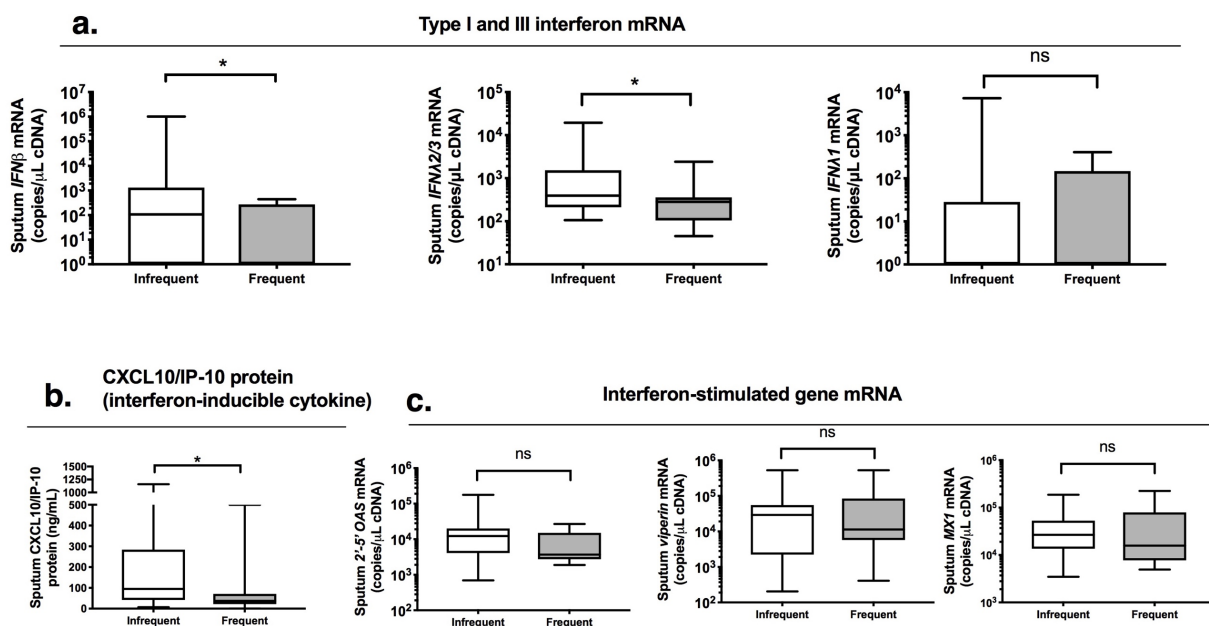 a.
Type I and III interferon mRNA
*
Sputum IFNβ mRNA
(copies/µL cDNA)
10⁷
10⁶
10⁵
10⁴
10³
10²
10¹
10⁰
Infrequent
Frequent
*
Sputum IFNλ2/3 mRNA
(copies/µL cDNA)
10⁵
10⁴
10³
10²
10¹
Infrequent
Frequent
ns
Sputum IFNλ1 mRNA
(copies/µL cDNA)
10⁴
10³
10²
10¹
10⁰
Infrequent
Frequent
b.
CXCL10/IP-10 protein
(interferon-inducible cytokine)
*
Sputum CXCL10/IP-10
protein (ng/mL)
1500
1250
1000
500
400
300
200
100
0
Infrequent
Frequent
c.
Interferon-stimulated gene mRNA
ns
Sputum 2'-5' OAS mRNA
(copies/µL cDNA)
10⁶
10⁵
10⁴
10³
10²
Infrequent
Frequent
ns
Sputum viperin mRNA
(copies/µL cDNA)
10⁶
10⁵
10⁴
10³
10²
Infrequent
Frequent
ns
Sputum MX1 mRNA
(copies/µL cDNA)
10⁶
10⁵
10⁴
10³
Infrequent
Frequent